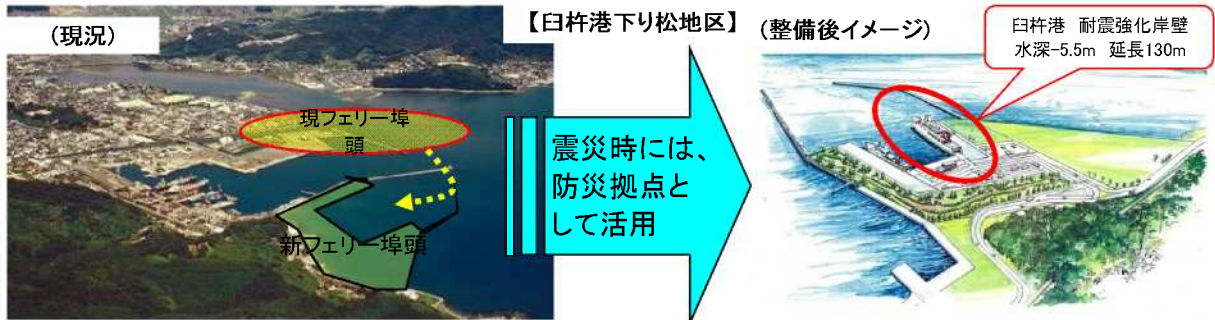 (現況)
【臼杵港下り松地区】
(整備後イメージ)
臼杵港 耐震強化岸壁
水深-5.5m 延長130m
現フェリー埠
頭
新フェリー埠頭
震災時には、
防災拠点と
して活用